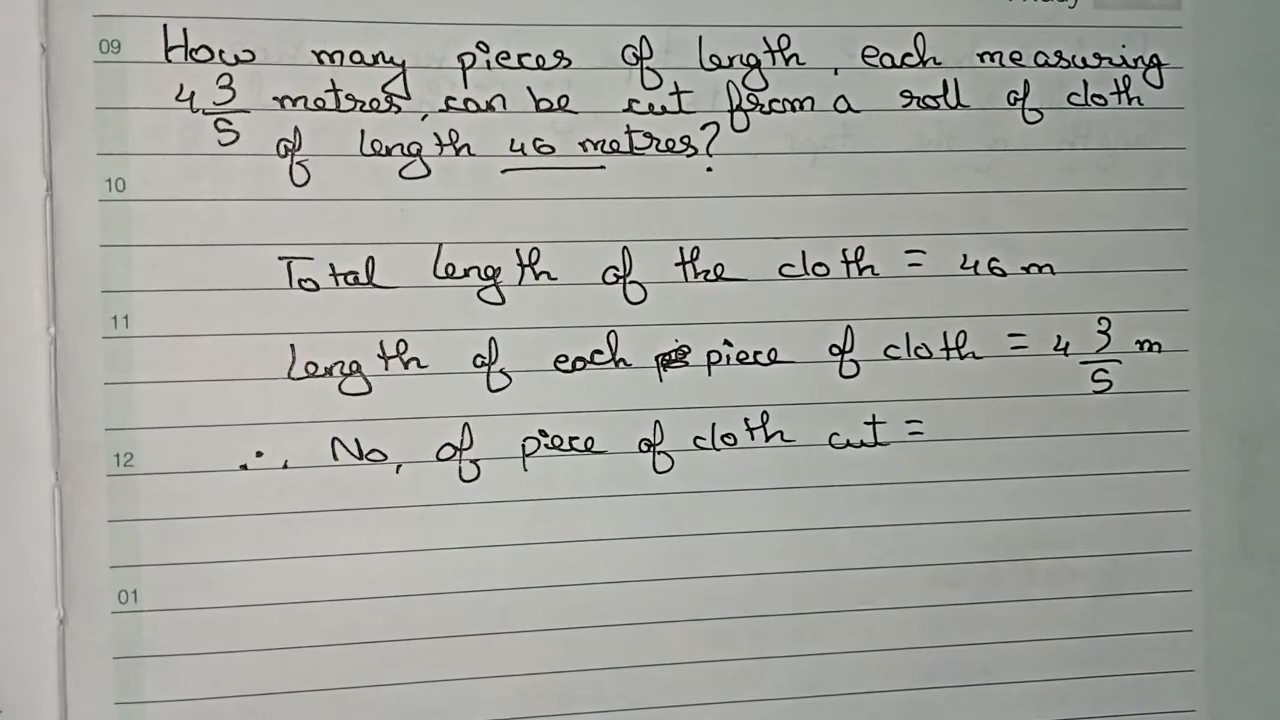 09 How many pieces of length, each measuring
4 3/5 metres, can be cut from a roll of cloth
of length 46 metres?
10
Total length of the cloth = 46 m
11
Length of each piece of cloth = 4 3/5 m
12 ∴ No, of piece of cloth cut =
01